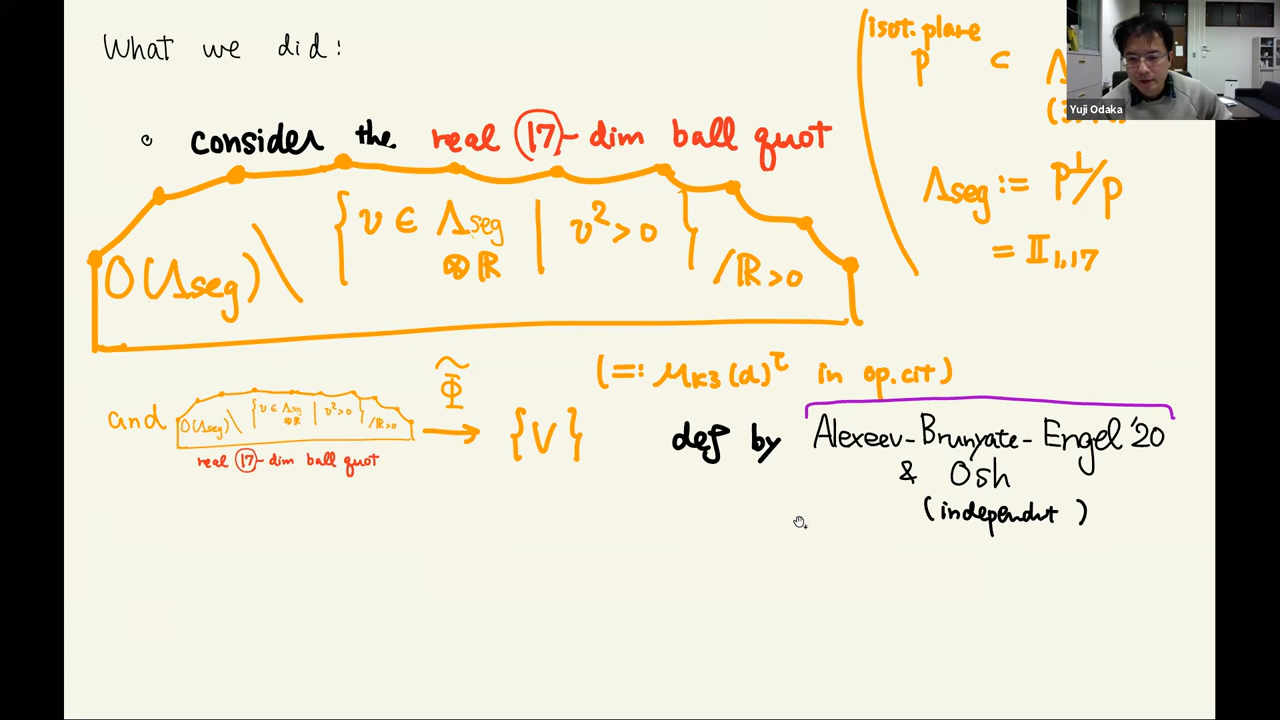 What we did:
isot. plane
p ⊂ Λ
Yuji Odaka
• consider the real 17-dim ball quot
Λseg := p⊥/p
= II1,17
O(Λseg) \ { v ∈ Λseg ⊗ ℝ | v² > 0 } / ℝ>0
(=: MK3(d)τ in op.cit)
and O(Λseg) \ { v ∈ Λseg ⊗ ℝ | v² > 0 } / ℝ>0 → Φ̃ {V}
real 17-dim ball quot
def by Alexeev-Brunyate-Engel '20
& Osh
(independnt)